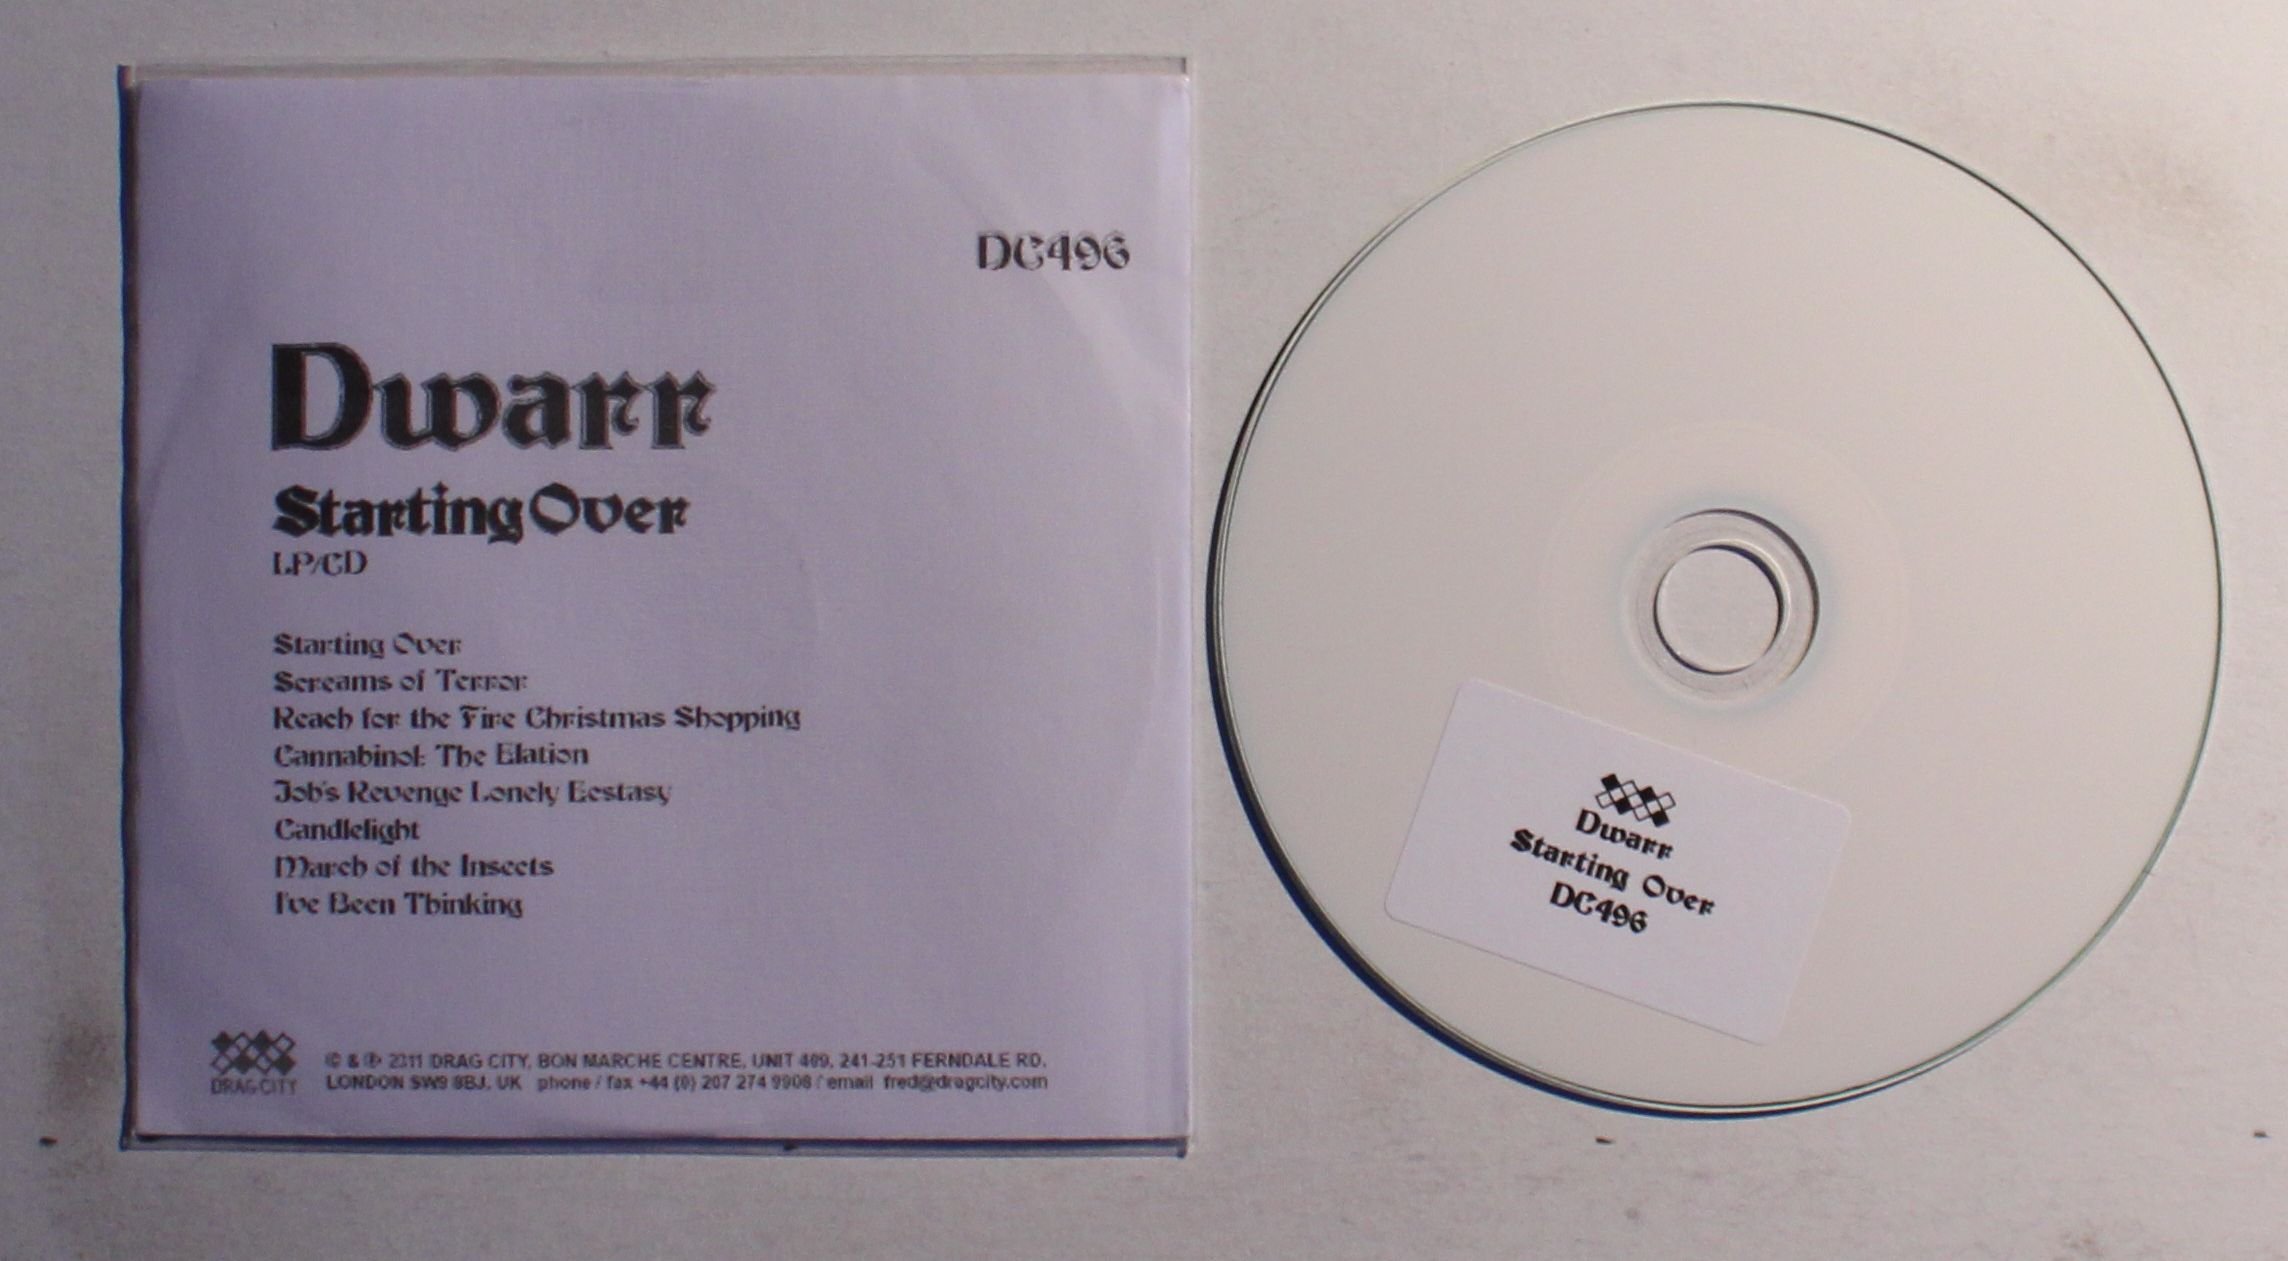 DC496
Dwarr
Starting Over
LP/CD
Starting Over
Screams of Terror
Reach for the Fire Christmas Shopping
Cannabinol: The Elation
Job's Revenge Lonely Ecstasy
Candlelight
March of the Insects
I've Been Thinking
DRAG CITY
© & ℗ 2011 DRAG CITY, BON MARCHE CENTRE, UNIT 409, 241-251 FERNDALE RD.
LONDON SW9 8BJ. UK phone / fax +44 (0) 207 274 9908 / email fred@dragcity.com
Dwarr
Starting Over
DC496